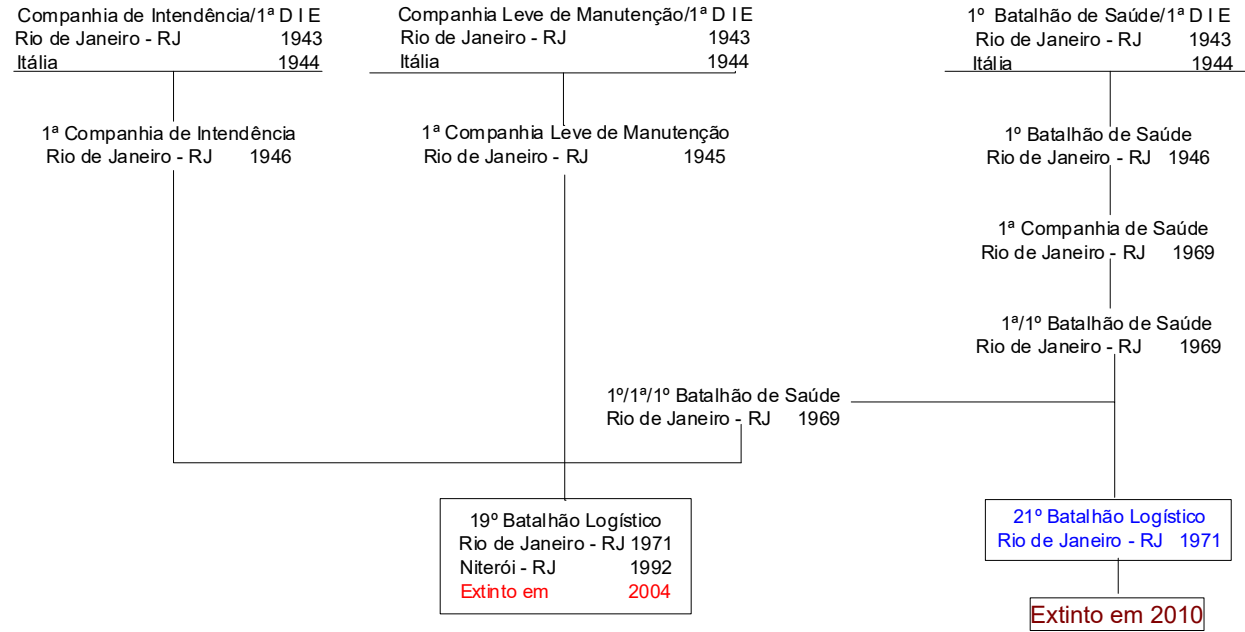 Companhia de Intendência/1ª D I E
Rio de Janeiro - RJ 1943
Itália 1944
1ª Companhia de Intendência
Rio de Janeiro - RJ 1946
Companhia Leve de Manutenção/1ª D I E
Rio de Janeiro - RJ 1943
Itália 1944
1ª Companhia Leve de Manutenção
Rio de Janeiro - RJ 1945
1º Batalhão de Saúde/1ª D I E
Rio de Janeiro - RJ 1943
Itália 1944
1º Batalhão de Saúde
Rio de Janeiro - RJ 1946
1ª Companhia de Saúde
Rio de Janeiro - RJ 1969
1ª/1º Batalhão de Saúde
Rio de Janeiro - RJ 1969
1º/1ª/1º Batalhão de Saúde
Rio de Janeiro - RJ 1969
19º Batalhão Logístico
Rio de Janeiro - RJ 1971
Niterói - RJ 1992
Extinto em 2004
21º Batalhão Logístico
Rio de Janeiro - RJ 1971
Extinto em 2010